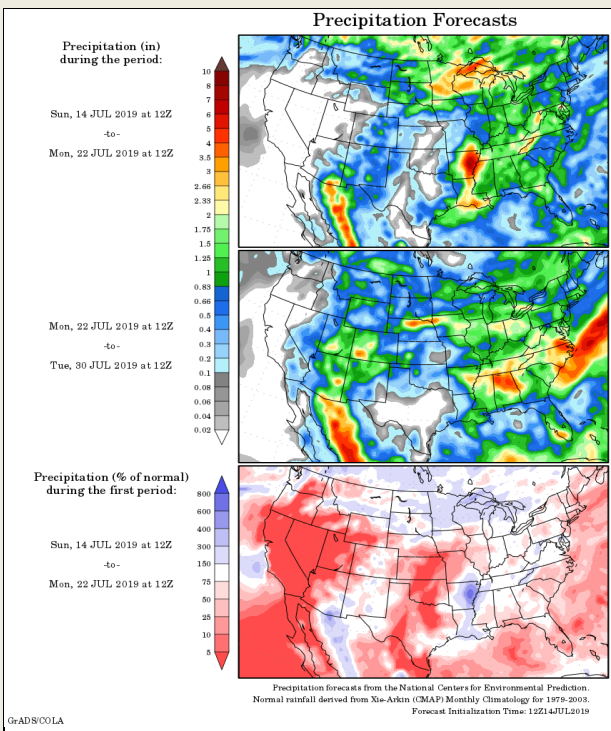 Precipitation Forecasts
Precipitation (in)
during the period:
Sun, 14 JUL 2019 at 12Z
-to-
Mon, 22 JUL 2019 at 12Z
10
9
8
7
6
5
4
3.5
3
2.66
2.33
2
1.75
1.5
1.25
1
0.83
0.66
0.5
0.4
0.3
0.2
0.1
0.08
0.06
0.04
0.02
Mon, 22 JUL 2019 at 12Z
-to-
Tue, 30 JUL 2019 at 12Z
Precipitation (% of normal)
during the first period:
Sun, 14 JUL 2019 at 12Z
-to-
Mon, 22 JUL 2019 at 12Z
800
600
400
300
150
75
50
25
10
5
Precipitation forecasts from the National Centers for Environmental Prediction.
Normal rainfall derived from Xie-Arkin (CMAP) Monthly Climatology for 1979-2003.
Forecast Initialization Time: 12Z14JUL2019
GrADS/COLA